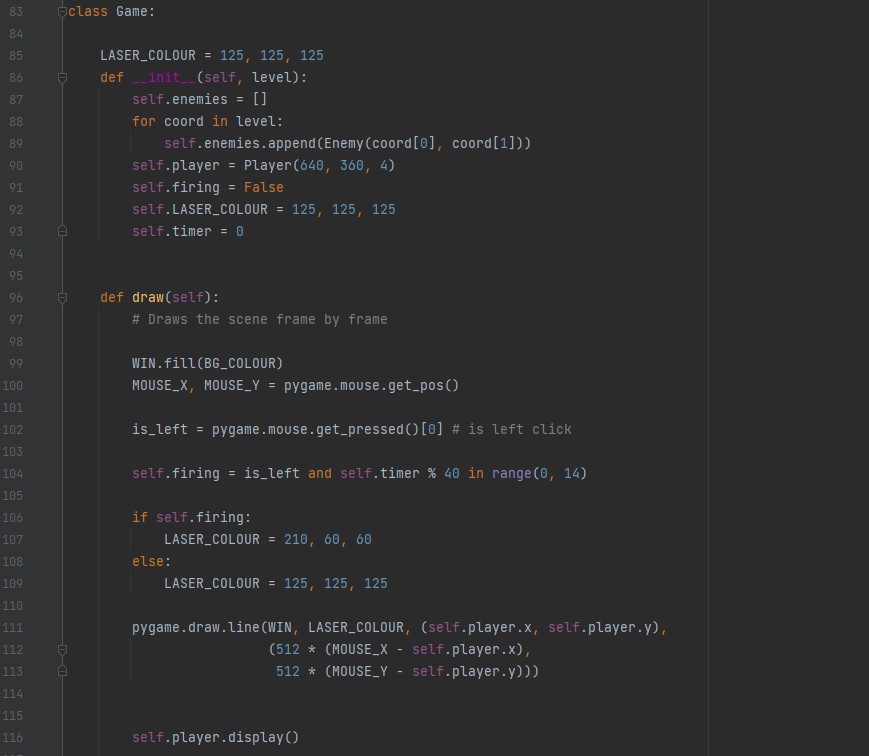 83 class Game:
84
85     LASER_COLOUR = 125, 125, 125
86     def __init__(self, level):
87         self.enemies = []
88         for coord in level:
89             self.enemies.append(Enemy(coord[0], coord[1]))
90         self.player = Player(640, 360, 4)
91         self.firing = False
92         self.LASER_COLOUR = 125, 125, 125
93         self.timer = 0
94
95
96     def draw(self):
97         # Draws the scene frame by frame
98
99         WIN.fill(BG_COLOUR)
100         MOUSE_X, MOUSE_Y = pygame.mouse.get_pos()
101
102         is_left = pygame.mouse.get_pressed()[0] # is left click
103
104         self.firing = is_left and self.timer % 40 in range(0, 14)
105
106         if self.firing:
107             LASER_COLOUR = 210, 60, 60
108         else:
109             LASER_COLOUR = 125, 125, 125
110
111         pygame.draw.line(WIN, LASER_COLOUR, (self.player.x, self.player.y),
112                          (512 * (MOUSE_X - self.player.x),
113                           512 * (MOUSE_Y - self.player.y)))
114
115
116         self.player.display()